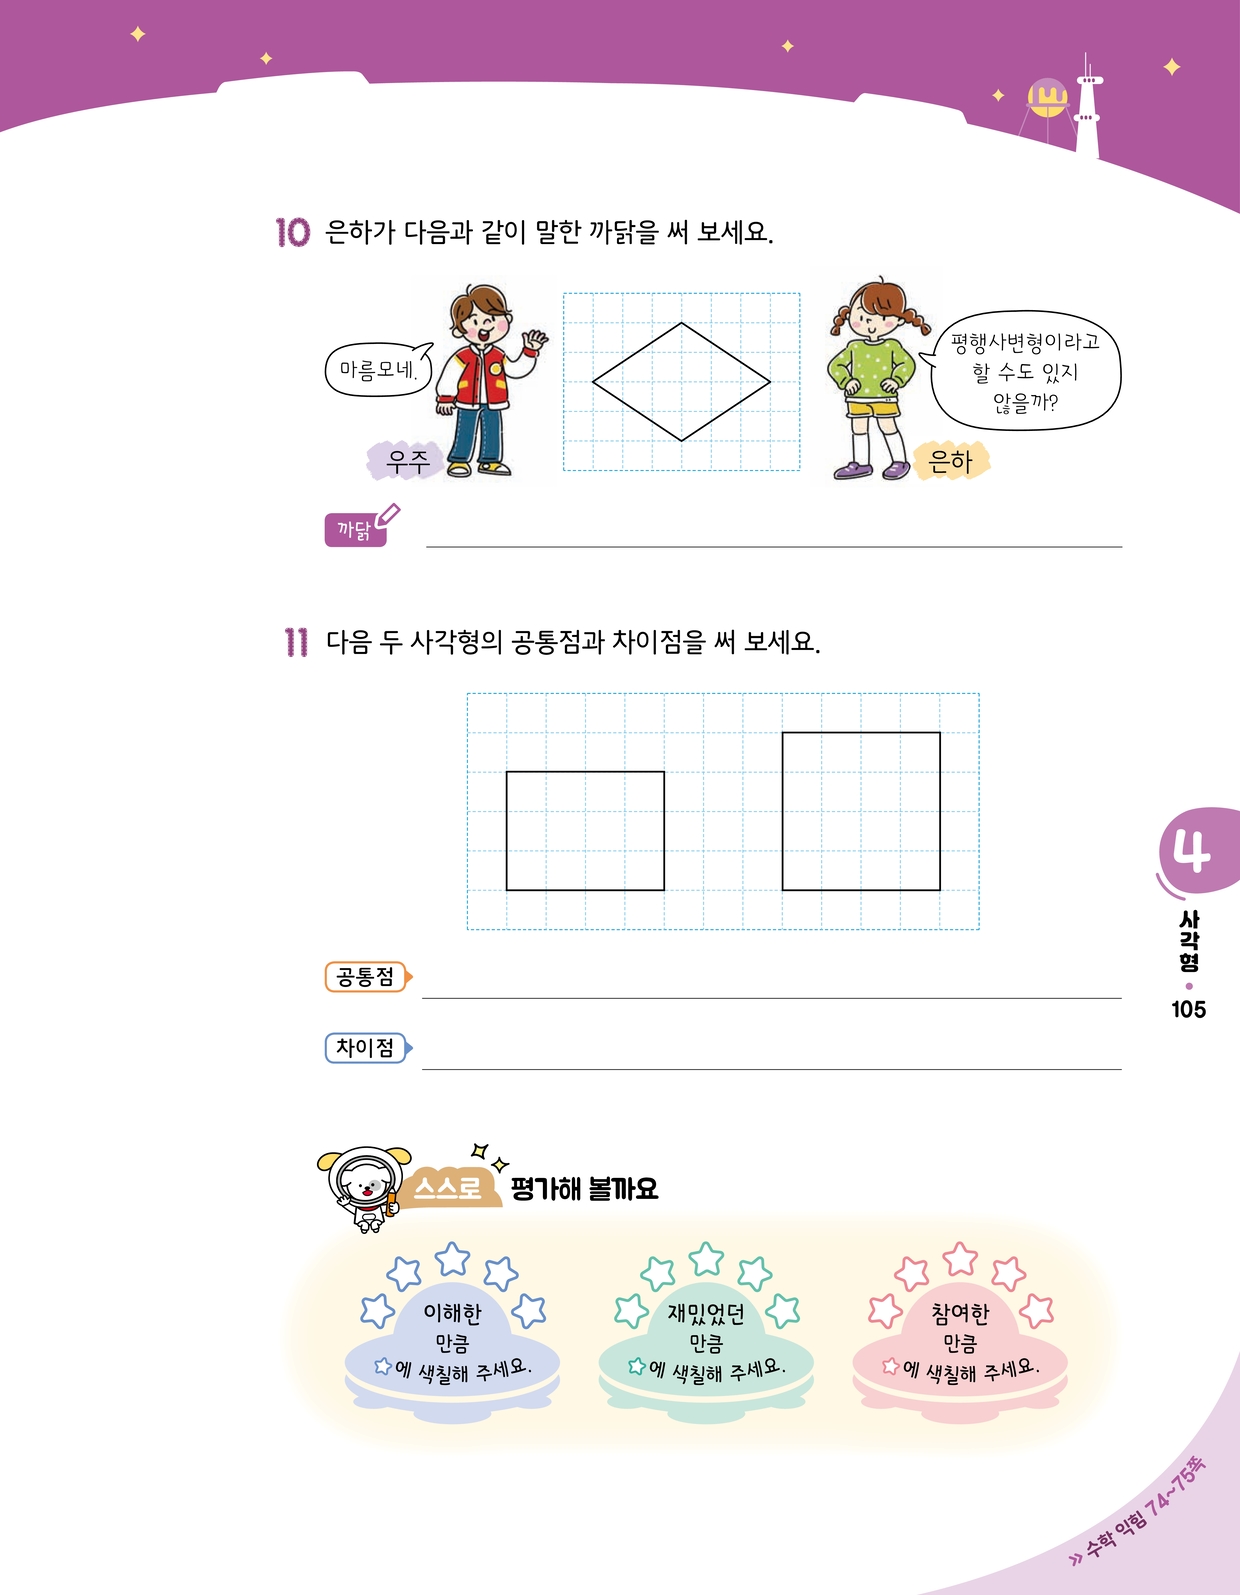 10 은하가 다음과 같이 말한 까닭을 써 보세요.
마름모네.
우주
평행사변형이라고
할 수도 있지
않을까?
은하
까닭
11 다음 두 사각형의 공통점과 차이점을 써 보세요.
공통점
차이점
4
사각형
105
스스로 평가해 볼까요
이해한
만큼
에 색칠해 주세요.
재밌었던
만큼
에 색칠해 주세요.
참여한
만큼
에 색칠해 주세요.
» 수학 익힘 74~75쪽